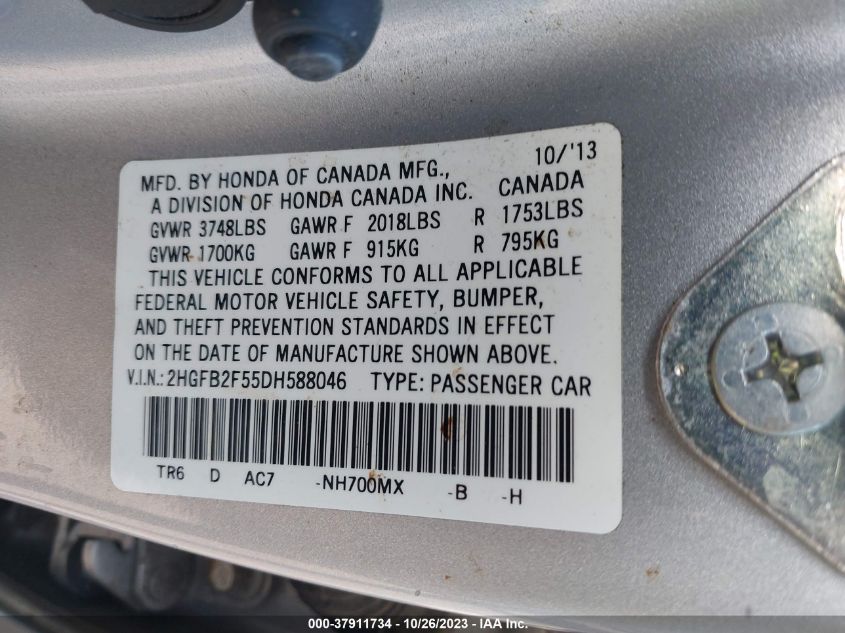 10/'13
MFD. BY HONDA OF CANADA MFG.,
A DIVISION OF HONDA CANADA INC. CANADA
GVWR 3748LBS GAWR F 2018LBS R 1753LBS
GVWR 1700KG GAWR F 915KG R 795KG
THIS VEHICLE CONFORMS TO ALL APPLICABLE
FEDERAL MOTOR VEHICLE SAFETY, BUMPER,
AND THEFT PREVENTION STANDARDS IN EFFECT
ON THE DATE OF MANUFACTURE SHOWN ABOVE.
V.I.N.: 2HGFB2F55DH588046 TYPE: PASSENGER CAR
TR6 D AC7 -NH700MX -B -H
000-37911734 | 10/26/2023 | IAA Inc.